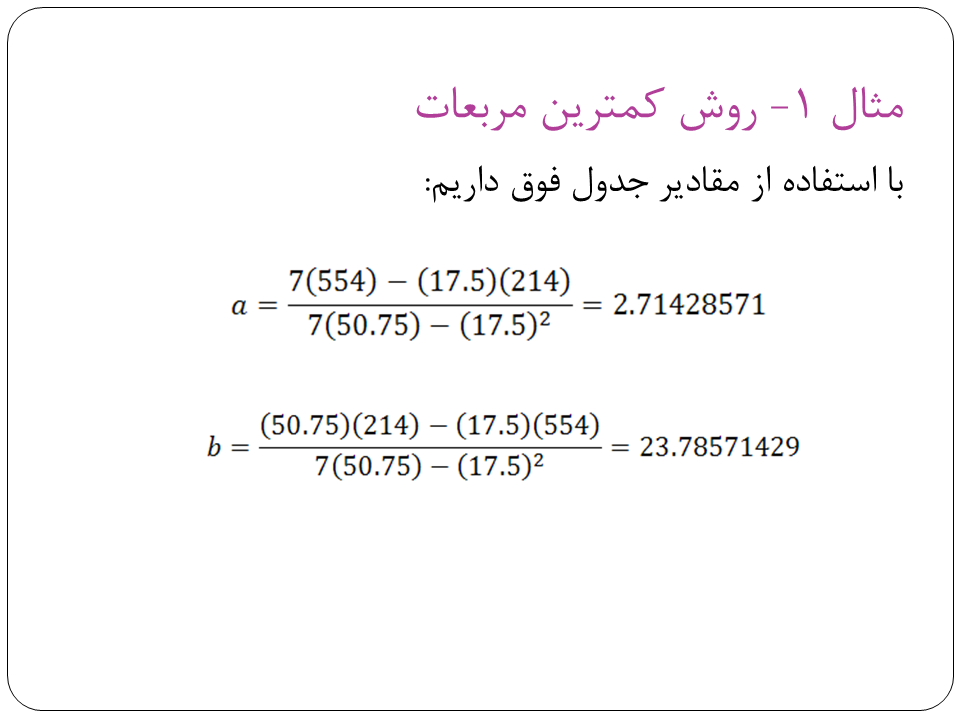 مثال ۱- روش کمترین مربعات
با استفاده از مقادیر جدول فوق داریم:
a = \frac{7(554) − (17.5)(214)}{7(50.75) − (17.5)²} = 2.71428571
b = \frac{(50.75)(214) − (17.5)(554)}{7(50.75) − (17.5)²} = 23.78571429